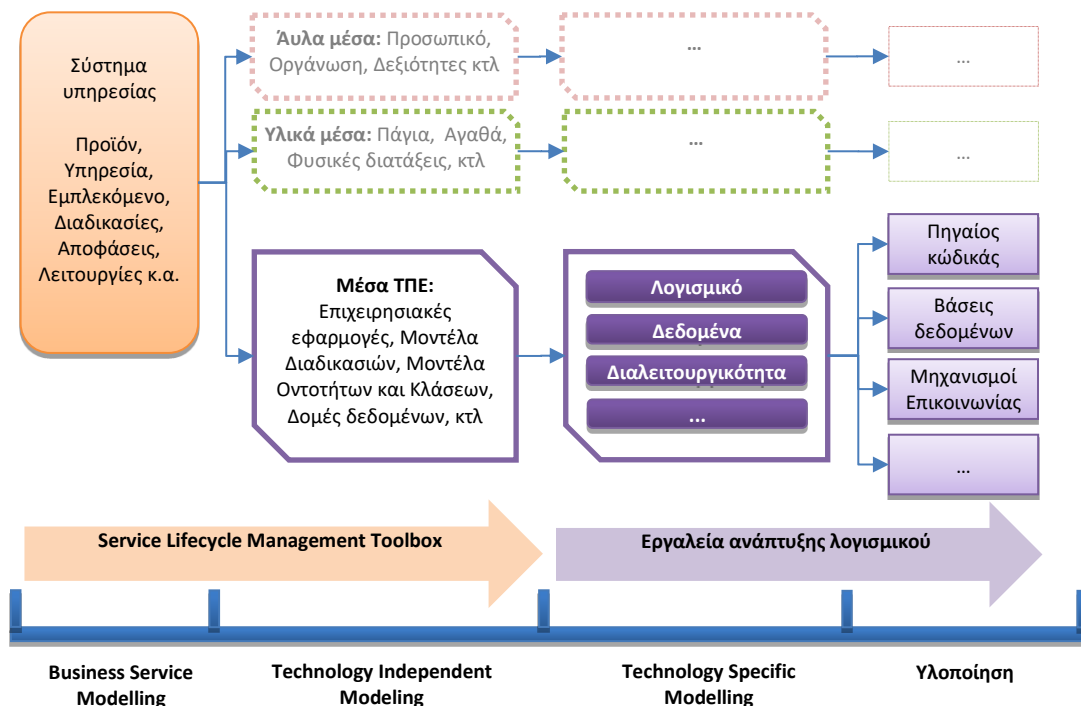 Σύστημα
υπηρεσίας
Προϊόν,
Υπηρεσία,
Εμπλεκόμενο,
Διαδικασίες,
Αποφάσεις,
Λειτουργίες κ.α.
Άυλα μέσα: Προσωπικό,
Οργάνωση, Δεξιότητες κτλ
...
...
Υλικά μέσα: Πάγια, Αγαθά,
Φυσικές διατάξεις, κτλ
...
...
Μέσα ΤΠΕ:
Επιχειρησιακές
εφαρμογές, Μοντέλα
Διαδικασιών, Μοντέλα
Οντοτήτων και Κλάσεων,
Δομές δεδομένων, κτλ
Λογισμικό
Δεδομένα
Διαλειτουργικότητα
...
Πηγαίος
κώδικάς
Βάσεις
δεδομένων
Μηχανισμοί
Επικοινωνίας
...
Service Lifecycle Management Toolbox
Εργαλεία ανάπτυξης λογισμικού
Business Service
Modelling
Technology Independent
Modeling
Technology Specific
Modelling
Υλοποίηση